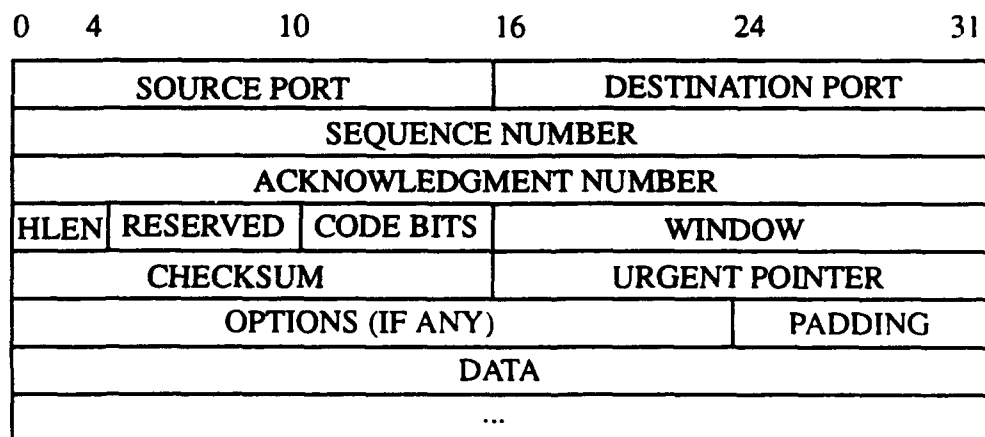 0 4 10 16 24 31
SOURCE PORT DESTINATION PORT
SEQUENCE NUMBER
ACKNOWLEDGMENT NUMBER
HLEN RESERVED CODE BITS WINDOW
CHECKSUM URGENT POINTER
OPTIONS (IF ANY) PADDING
DATA
...